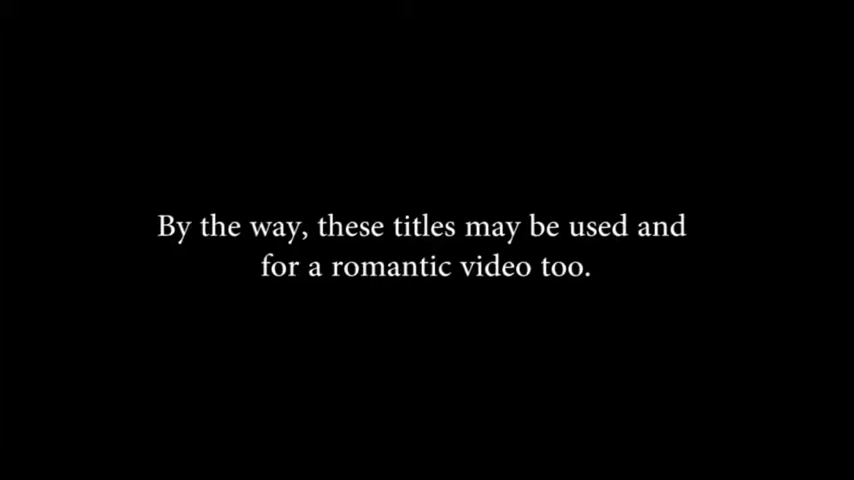 By the way, these titles may be used and
for a romantic video too.